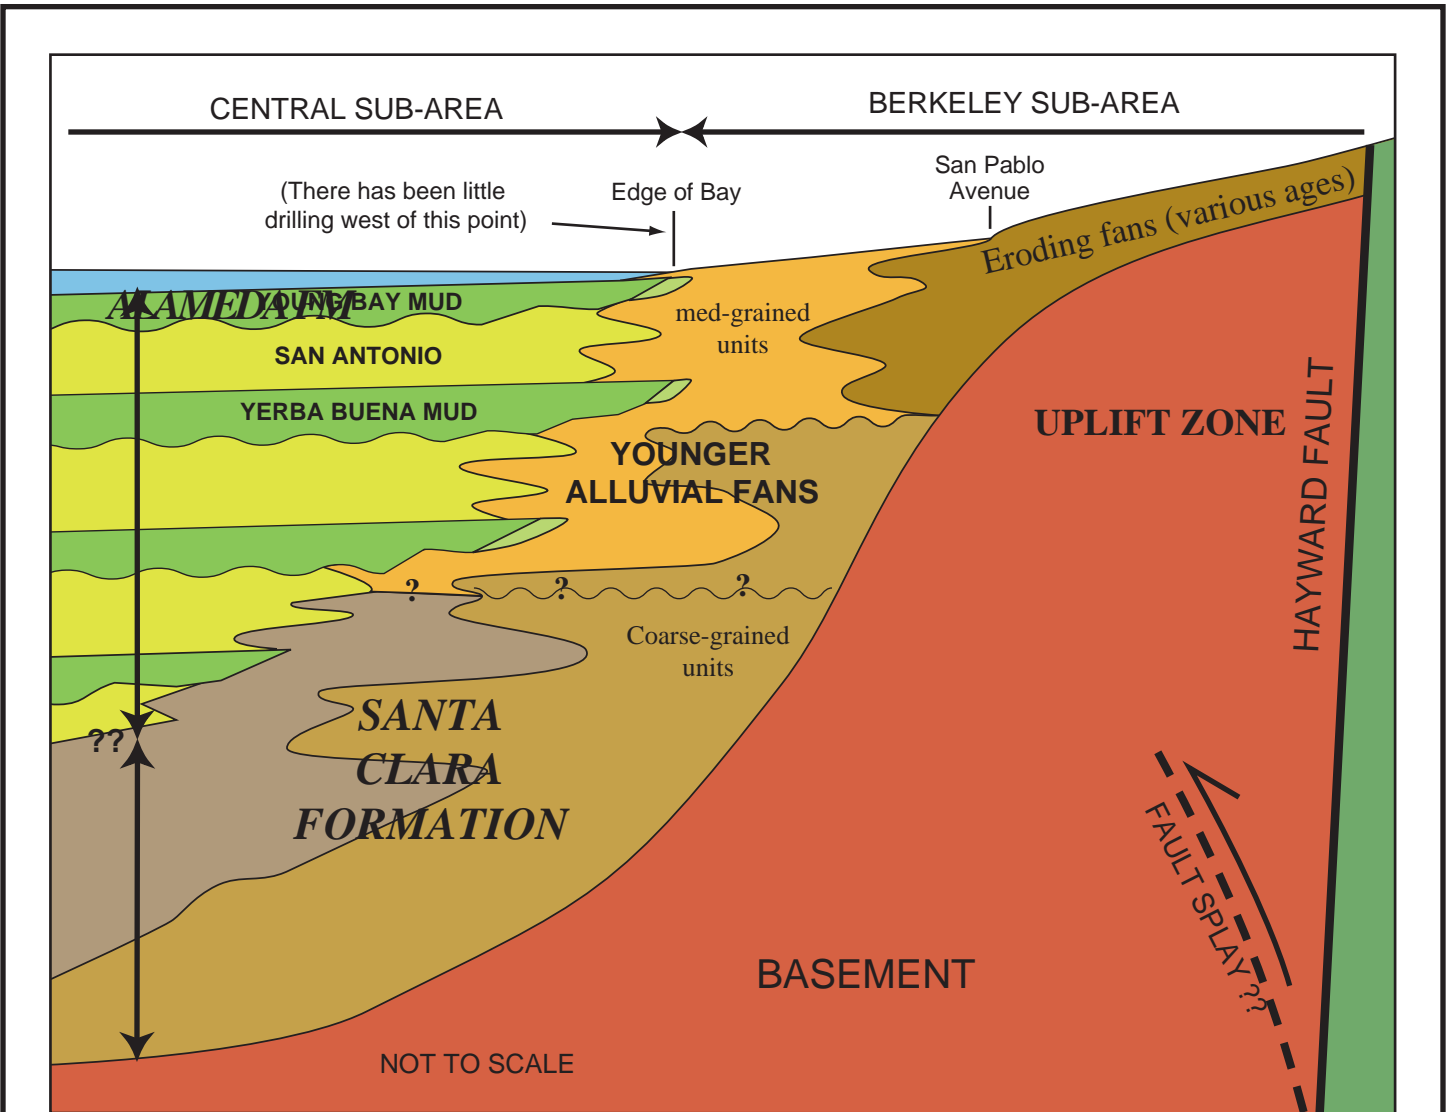 CENTRAL SUB-AREA
BERKELEY SUB-AREA
(There has been little
drilling west of this point)
Edge of Bay
San Pablo
Avenue
Eroding fans (various ages)
ALAMEDA FM
YOUNG BAY MUD
med-grained
units
SAN ANTONIO
YERBA BUENA MUD
UPLIFT ZONE
HAYWARD FAULT
YOUNGER
ALLUVIAL FANS
? ? ?
Coarse-grained
units
SANTA
CLARA
FORMATION
??
FAULT SPLAY ??
BASEMENT
NOT TO SCALE